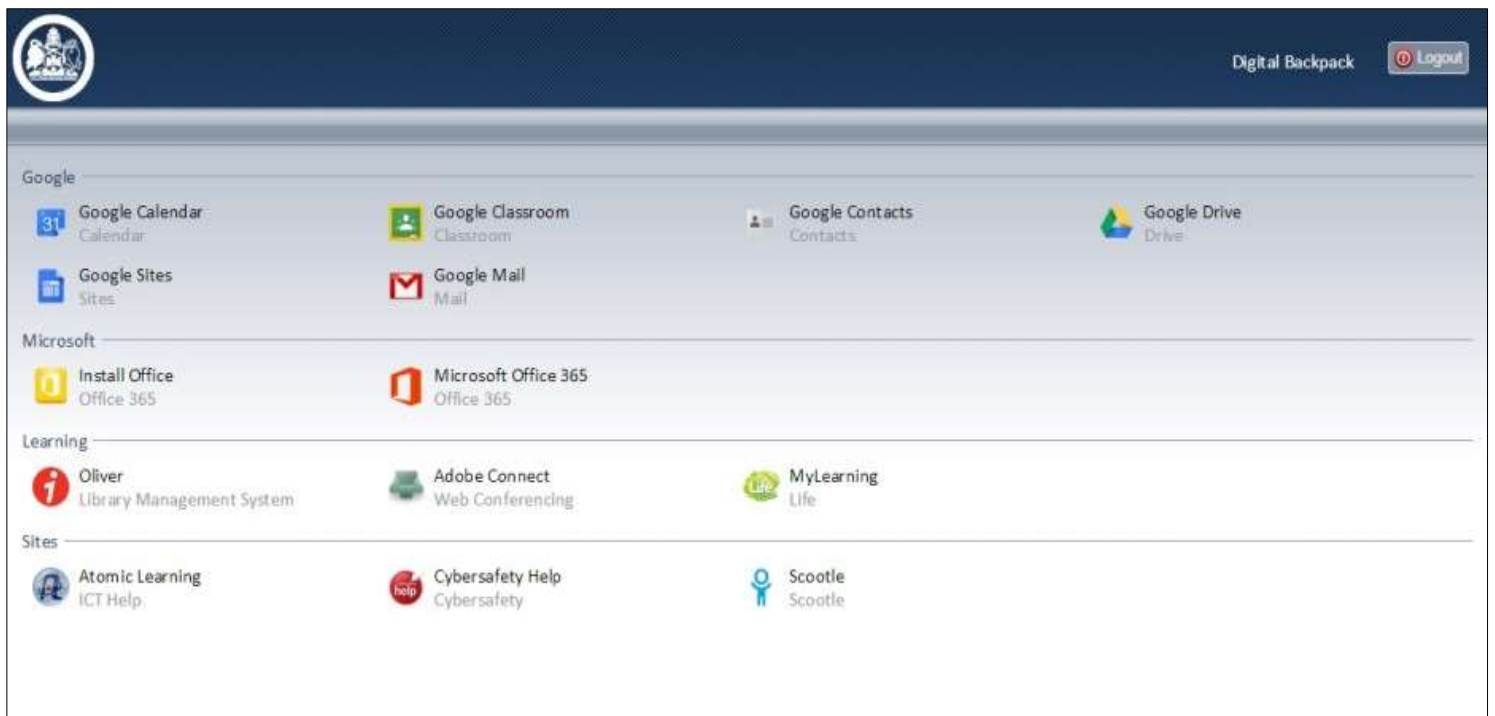 Digital Backpack Logout
Google
Google Calendar Google Classroom Google Contacts Google Drive
Calendar Classroom Contacts Drive
Google Sites Google Mail
Sites Mail
Microsoft
Install Office Microsoft Office 365
Office 365 Office 365
Learning
Oliver Adobe Connect MyLearning
Library Management System Web Conferencing Life
Sites
Atomic Learning Cybersafety Help Scootle
ICT Help Cybersafety Scootle